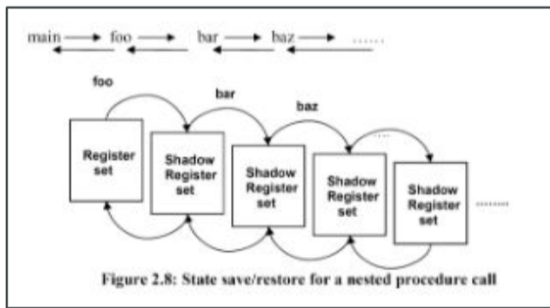 main foo bar baz ......
foo
bar
baz
....
Register
set
Shadow
Register
set
Shadow
Register
set
Shadow
Register
set
Shadow
Register
set
........
Figure 2.8: State save/restore for a nested procedure call